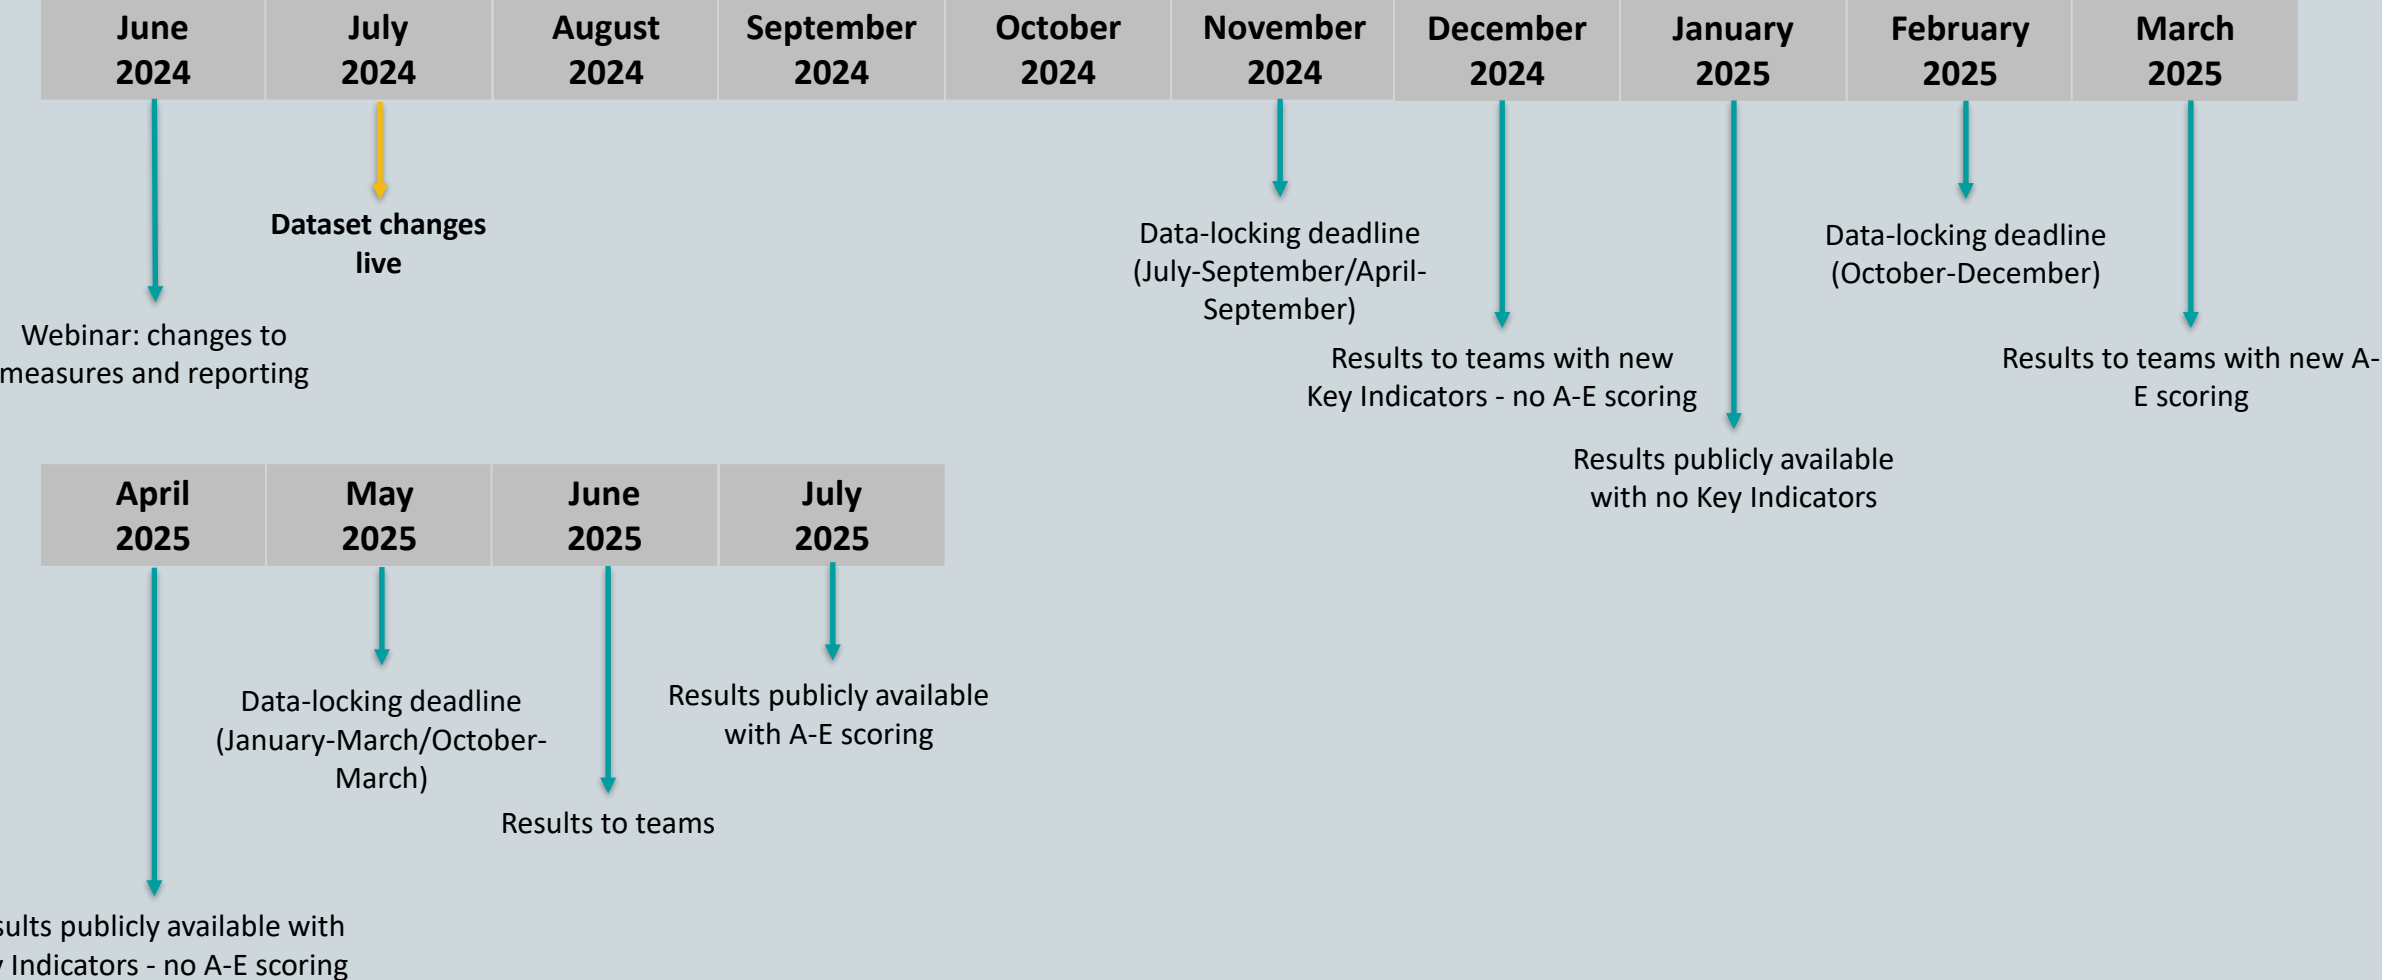 June
2024
July
2024
August
2024
September
2024
October
2024
November
2024
December
2024
January
2025
February
2025
March
2025
Dataset changes
live
Webinar: changes to
measures and reporting
Data-locking deadline
(July-September/April-
September)
Results to teams with new
Key Indicators - no A-E scoring
Results publicly available
with no Key Indicators
Data-locking deadline
(October-December)
Results to teams with new A-
E scoring
April
2025
May
2025
June
2025
July
2025
Data-locking deadline
(January-March/October-
March)
Results to teams
Results publicly available
with A-E scoring
publicly available with
Indicators - no A-E scoring